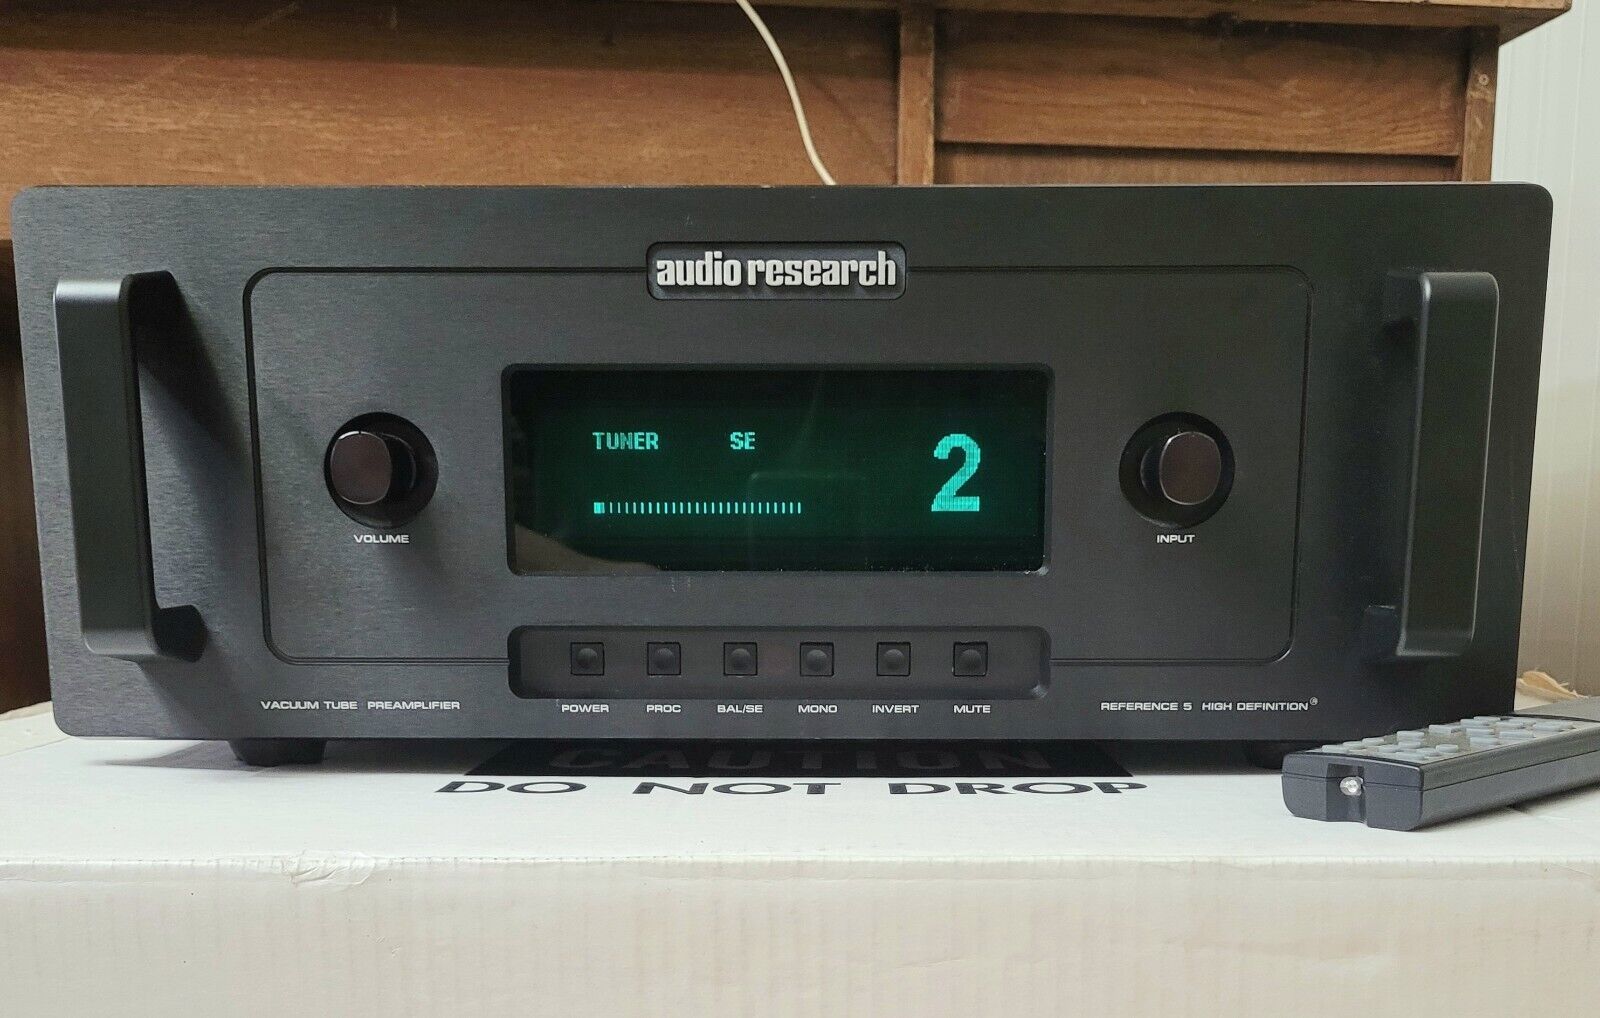 audio research
TUNER SE 2
VOLUME
INPUT
POWER PROC BAL/SE MONO INVERT MUTE
VACUUM TUBE PREAMPLIFIER
REFERENCE 5 HIGH DEFINITION®
CAUTION
DO NOT DROP